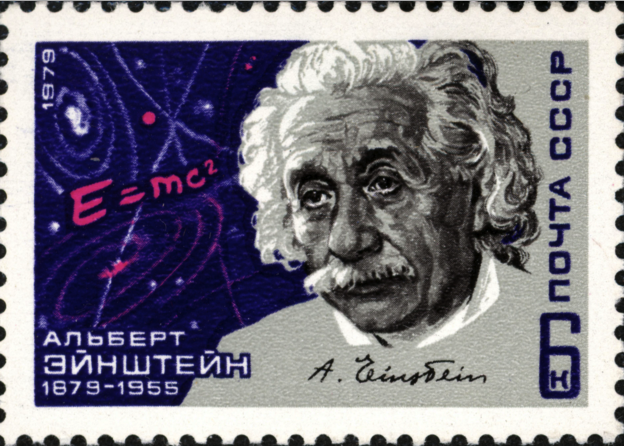 1979
E=mc²
АЛЬБЕРТ
ЭЙНШТЕЙН
1879-1955
A. Einstein
ПОЧТА СССР
6 К